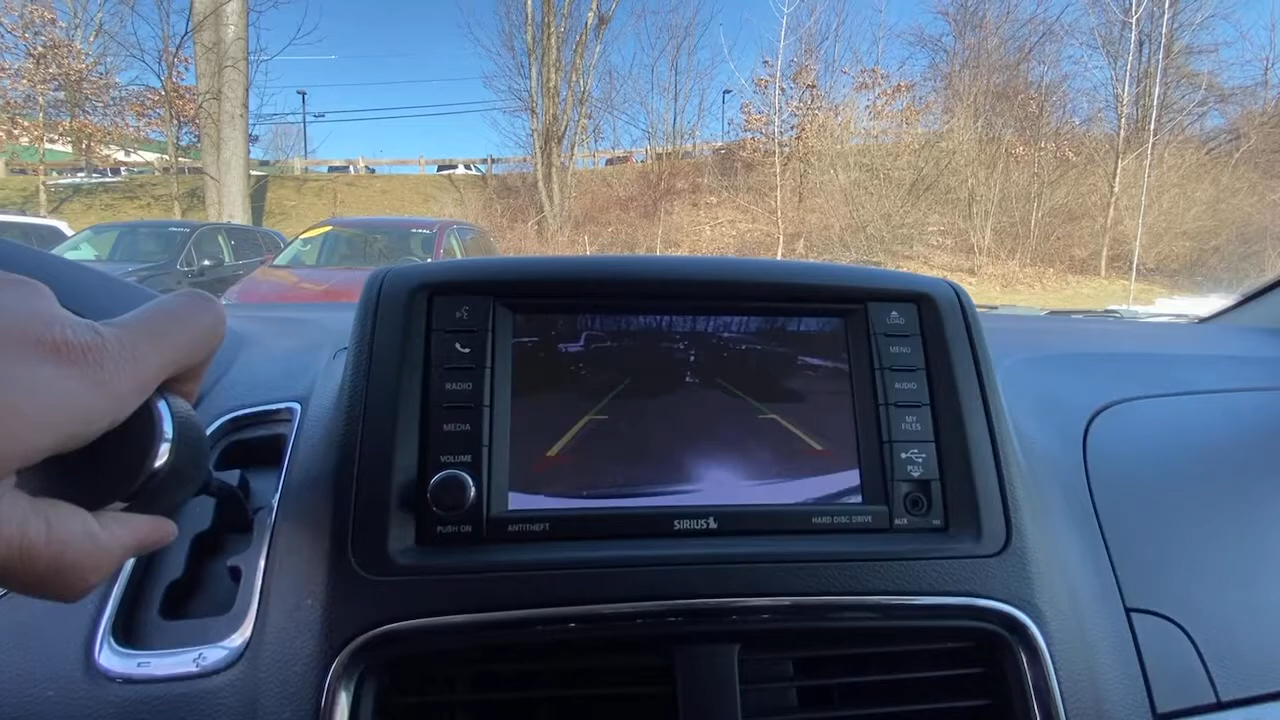 RADIO
MEDIA
VOLUME
PUSH ON
ANTITHEFT
SIRIUS
HARD DISC DRIVE
LOAD
MENU
AUDIO
MY
FILES
PULL
AUX